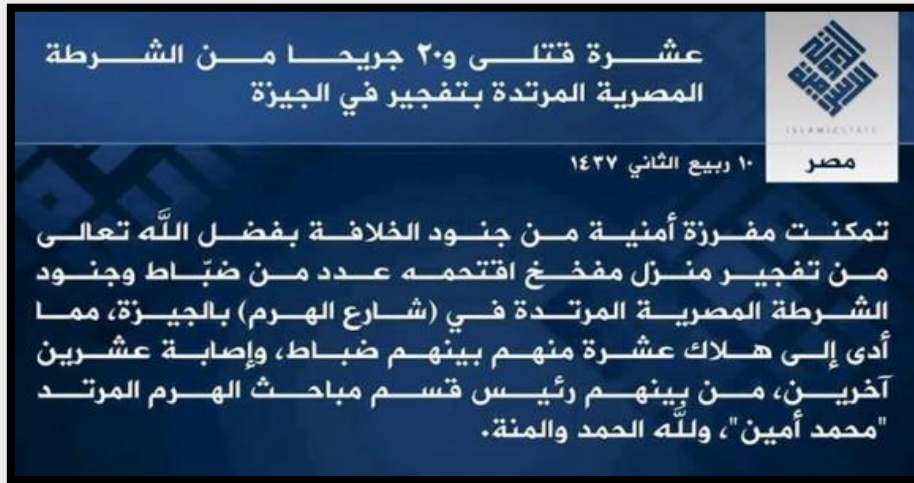 عشرة قتلى و٢٠ جريحا من الشرطة
المصرية المرتدة بتفجير في الجيزة
ISLAMIC STATE
مصر
١٠ ربيع الثاني ١٤٣٧
تمكنت مفرزة أمنية من جنود الخلافة بفضل اللَّه تعالى
من تفجير منزل مفخخ اقتحمه عدد من ضبّاط وجنود
الشرطة المصرية المرتدة في (شارع الهرم) بالجيزة، مما
أدى إلى هلاك عشرة منهم بينهم ضباط، وإصابة عشرين
آخرين، من بينهم رئيس قسم مباحث الهرم المرتد
"محمد أمين"، وللَّه الحمد والمنة.